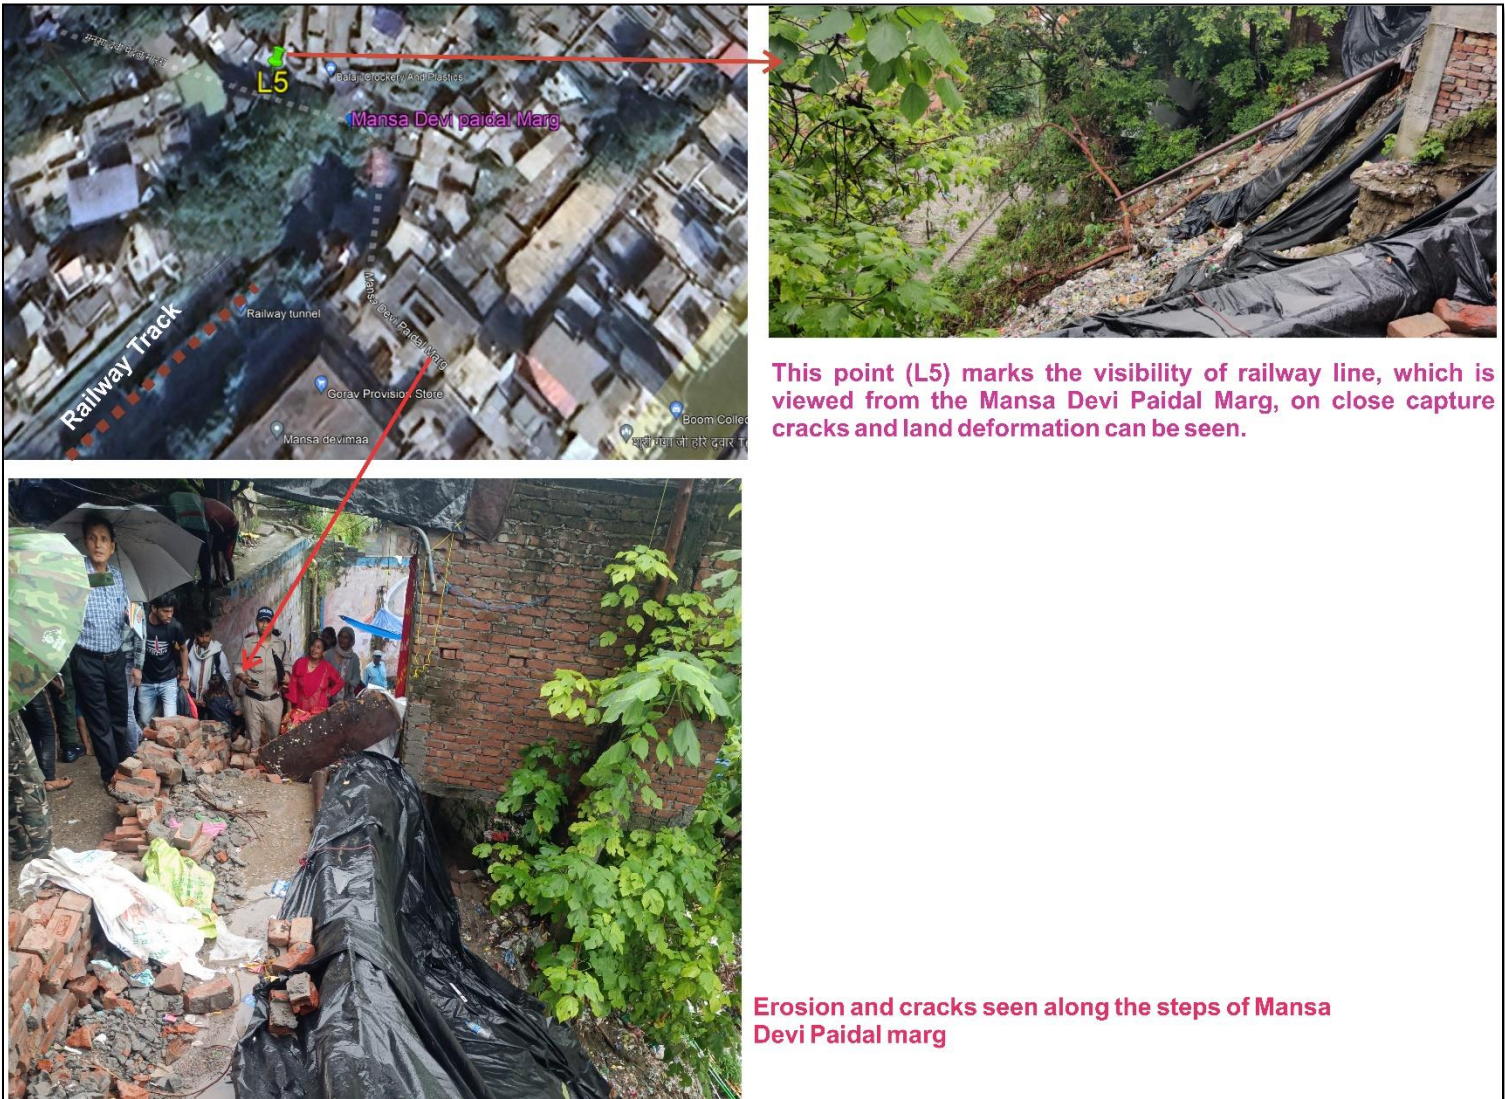 मनसा देवी पैदल मार्ग
L5
Balaji Crockery And Plastics
Mansa Devi paidal Marg
Mansa Devi Paidal Marg
Railway Track
Railway tunnel
Gorav Provision Store
Mansa devimaa
Boom Collec
गंगा जी हरि द्वार
This point (L5) marks the visibility of railway line, which is
viewed from the Mansa Devi Paidal Marg, on close capture
cracks and land deformation can be seen.
Erosion and cracks seen along the steps of Mansa
Devi Paidal marg